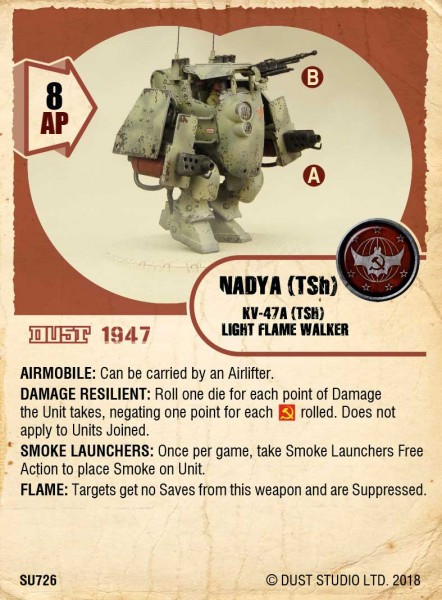 8
AP
B
A
NADYA (TSh)
KV-47A (TSH)
LIGHT FLAME WALKER
DUST 1947
AIRMOBILE: Can be carried by an Airlifter.
DAMAGE RESILIENT: Roll one die for each point of Damage
the Unit takes, negating one point for each rolled. Does not
apply to Units Joined.
SMOKE LAUNCHERS: Once per game, take Smoke Launchers Free
Action to place Smoke on Unit.
FLAME: Targets get no Saves from this weapon and are Suppressed.
SU726
© DUST STUDIO LTD. 2018